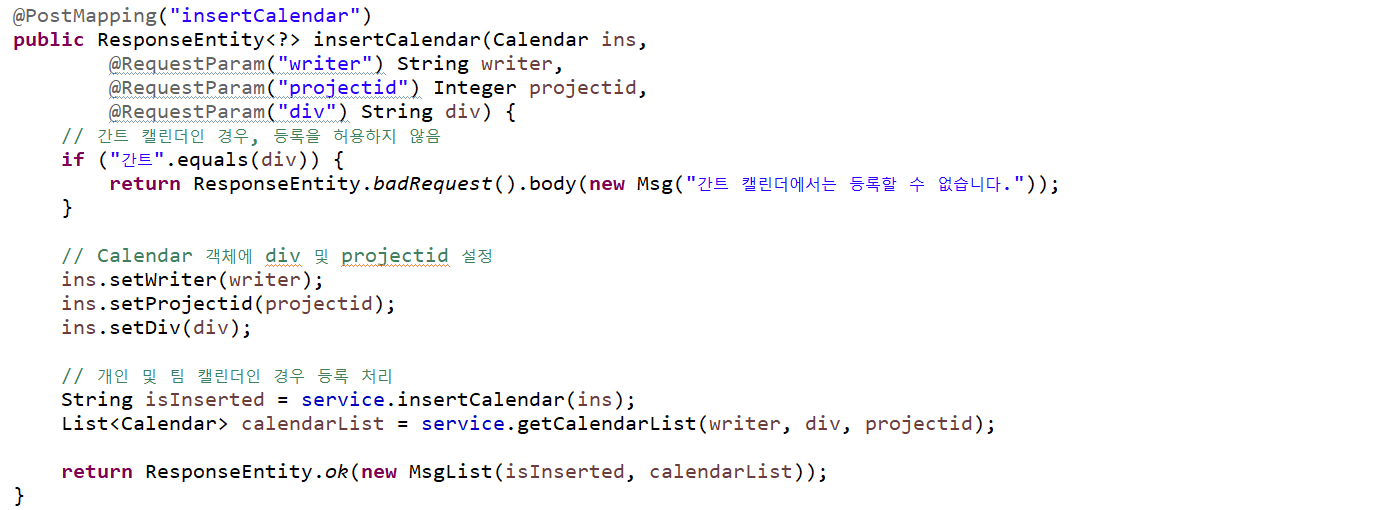 @PostMapping("insertCalendar")
public ResponseEntity<?> insertCalendar(Calendar ins,
        @RequestParam("writer") String writer,
        @RequestParam("projectid") Integer projectid,
        @RequestParam("div") String div) {
    // 간트 캘린더인 경우, 등록을 허용하지 않음
    if ("간트".equals(div)) {
        return ResponseEntity.badRequest().body(new Msg("간트 캘린더에서는 등록할 수 없습니다."));
    }

    // Calendar 객체에 div 및 projectid 설정
    ins.setWriter(writer);
    ins.setProjectid(projectid);
    ins.setDiv(div);

    // 개인 및 팀 캘린더인 경우 등록 처리
    String isInserted = service.insertCalendar(ins);
    List<Calendar> calendarList = service.getCalendarList(writer, div, projectid);

    return ResponseEntity.ok(new MsgList(isInserted, calendarList));
}